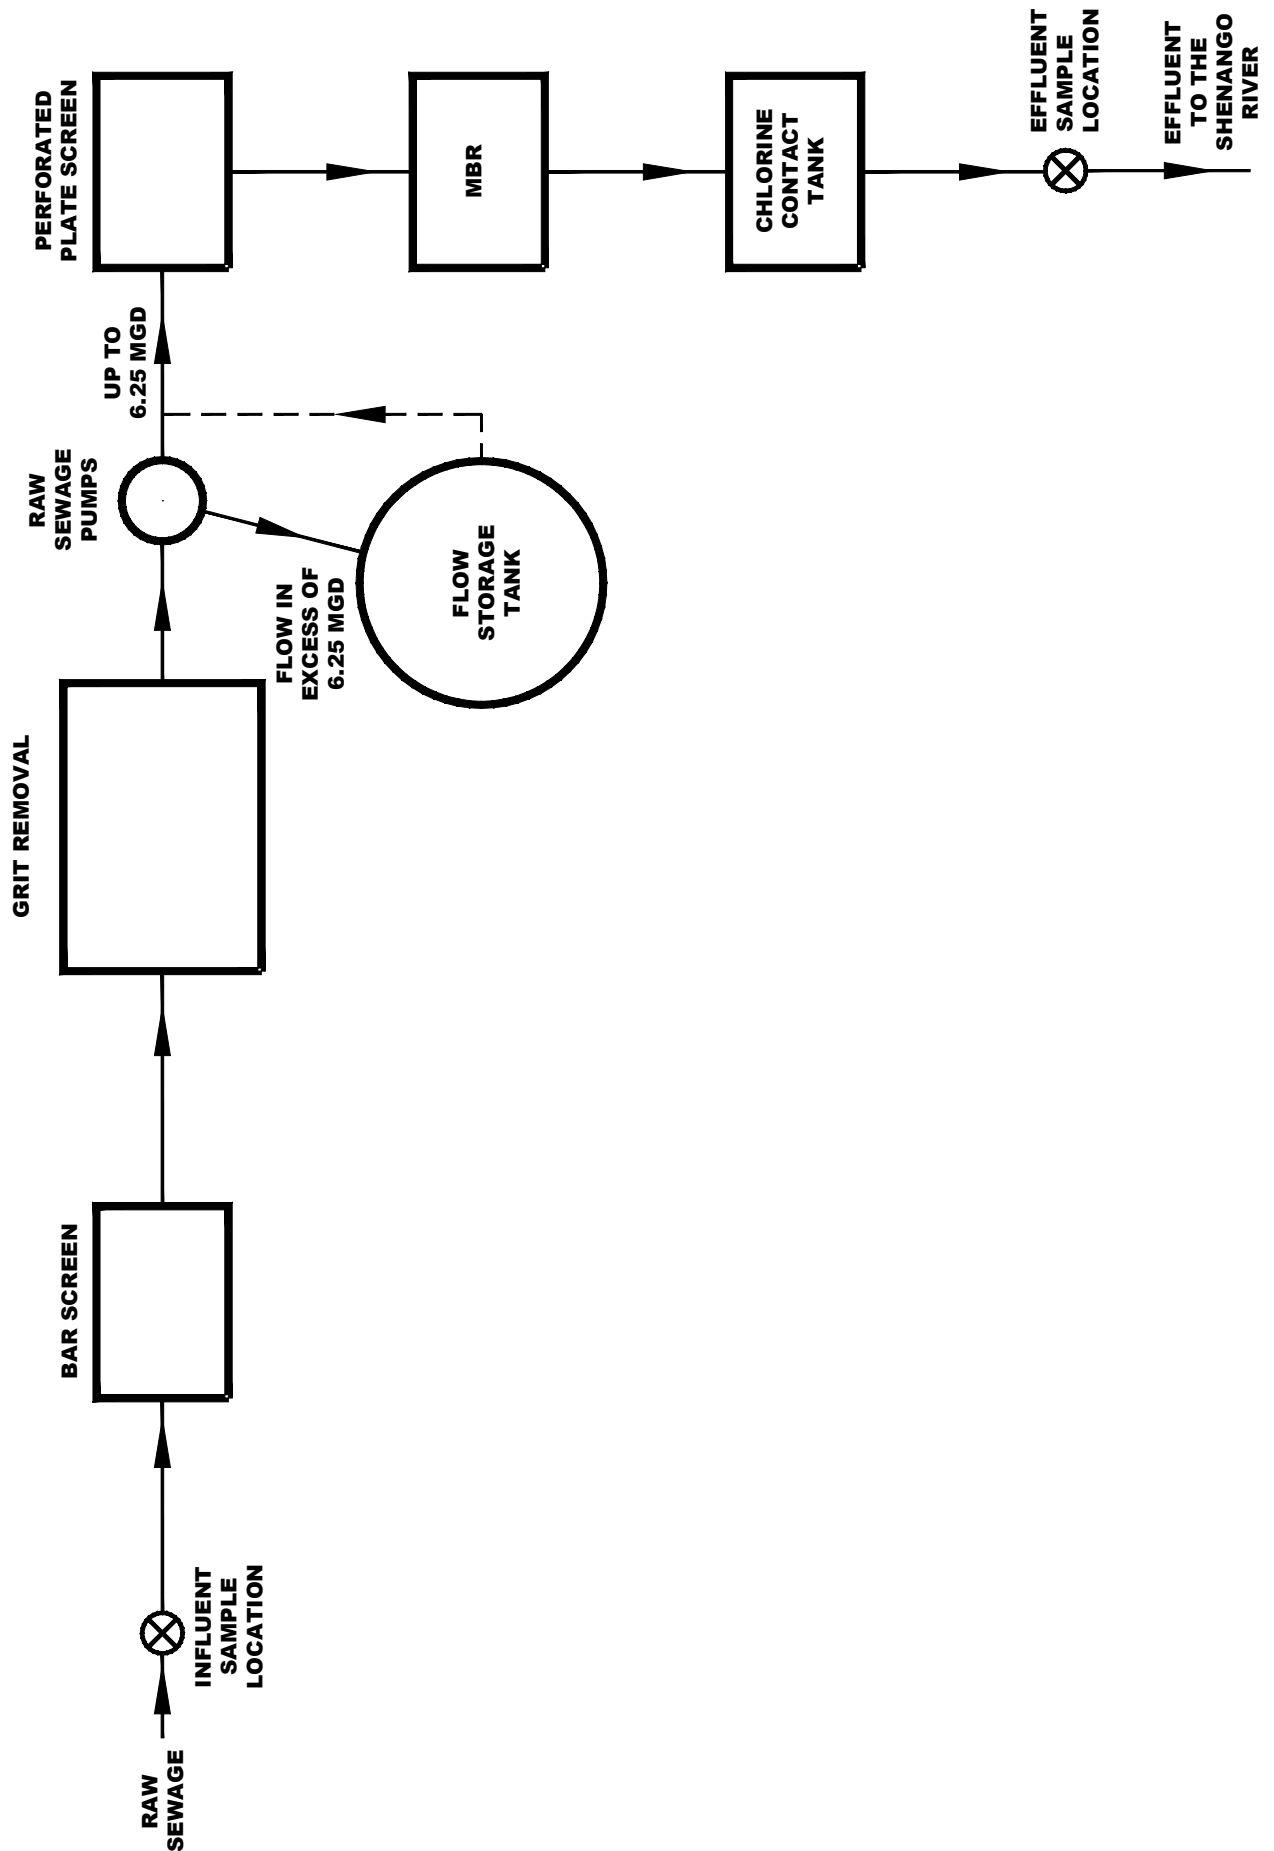 RAW
SEWAGE
INFLUENT
SAMPLE
LOCATION
BAR SCREEN
GRIT REMOVAL
RAW
SEWAGE
PUMPS
FLOW IN
EXCESS OF
6.25 MGD
FLOW
STORAGE
TANK
UP TO
6.25 MGD
PERFORATED
PLATE SCREEN
MBR
CHLORINE
CONTACT
TANK
EFFLUENT
SAMPLE
LOCATION
EFFLUENT
TO THE
SHENANGO
RIVER